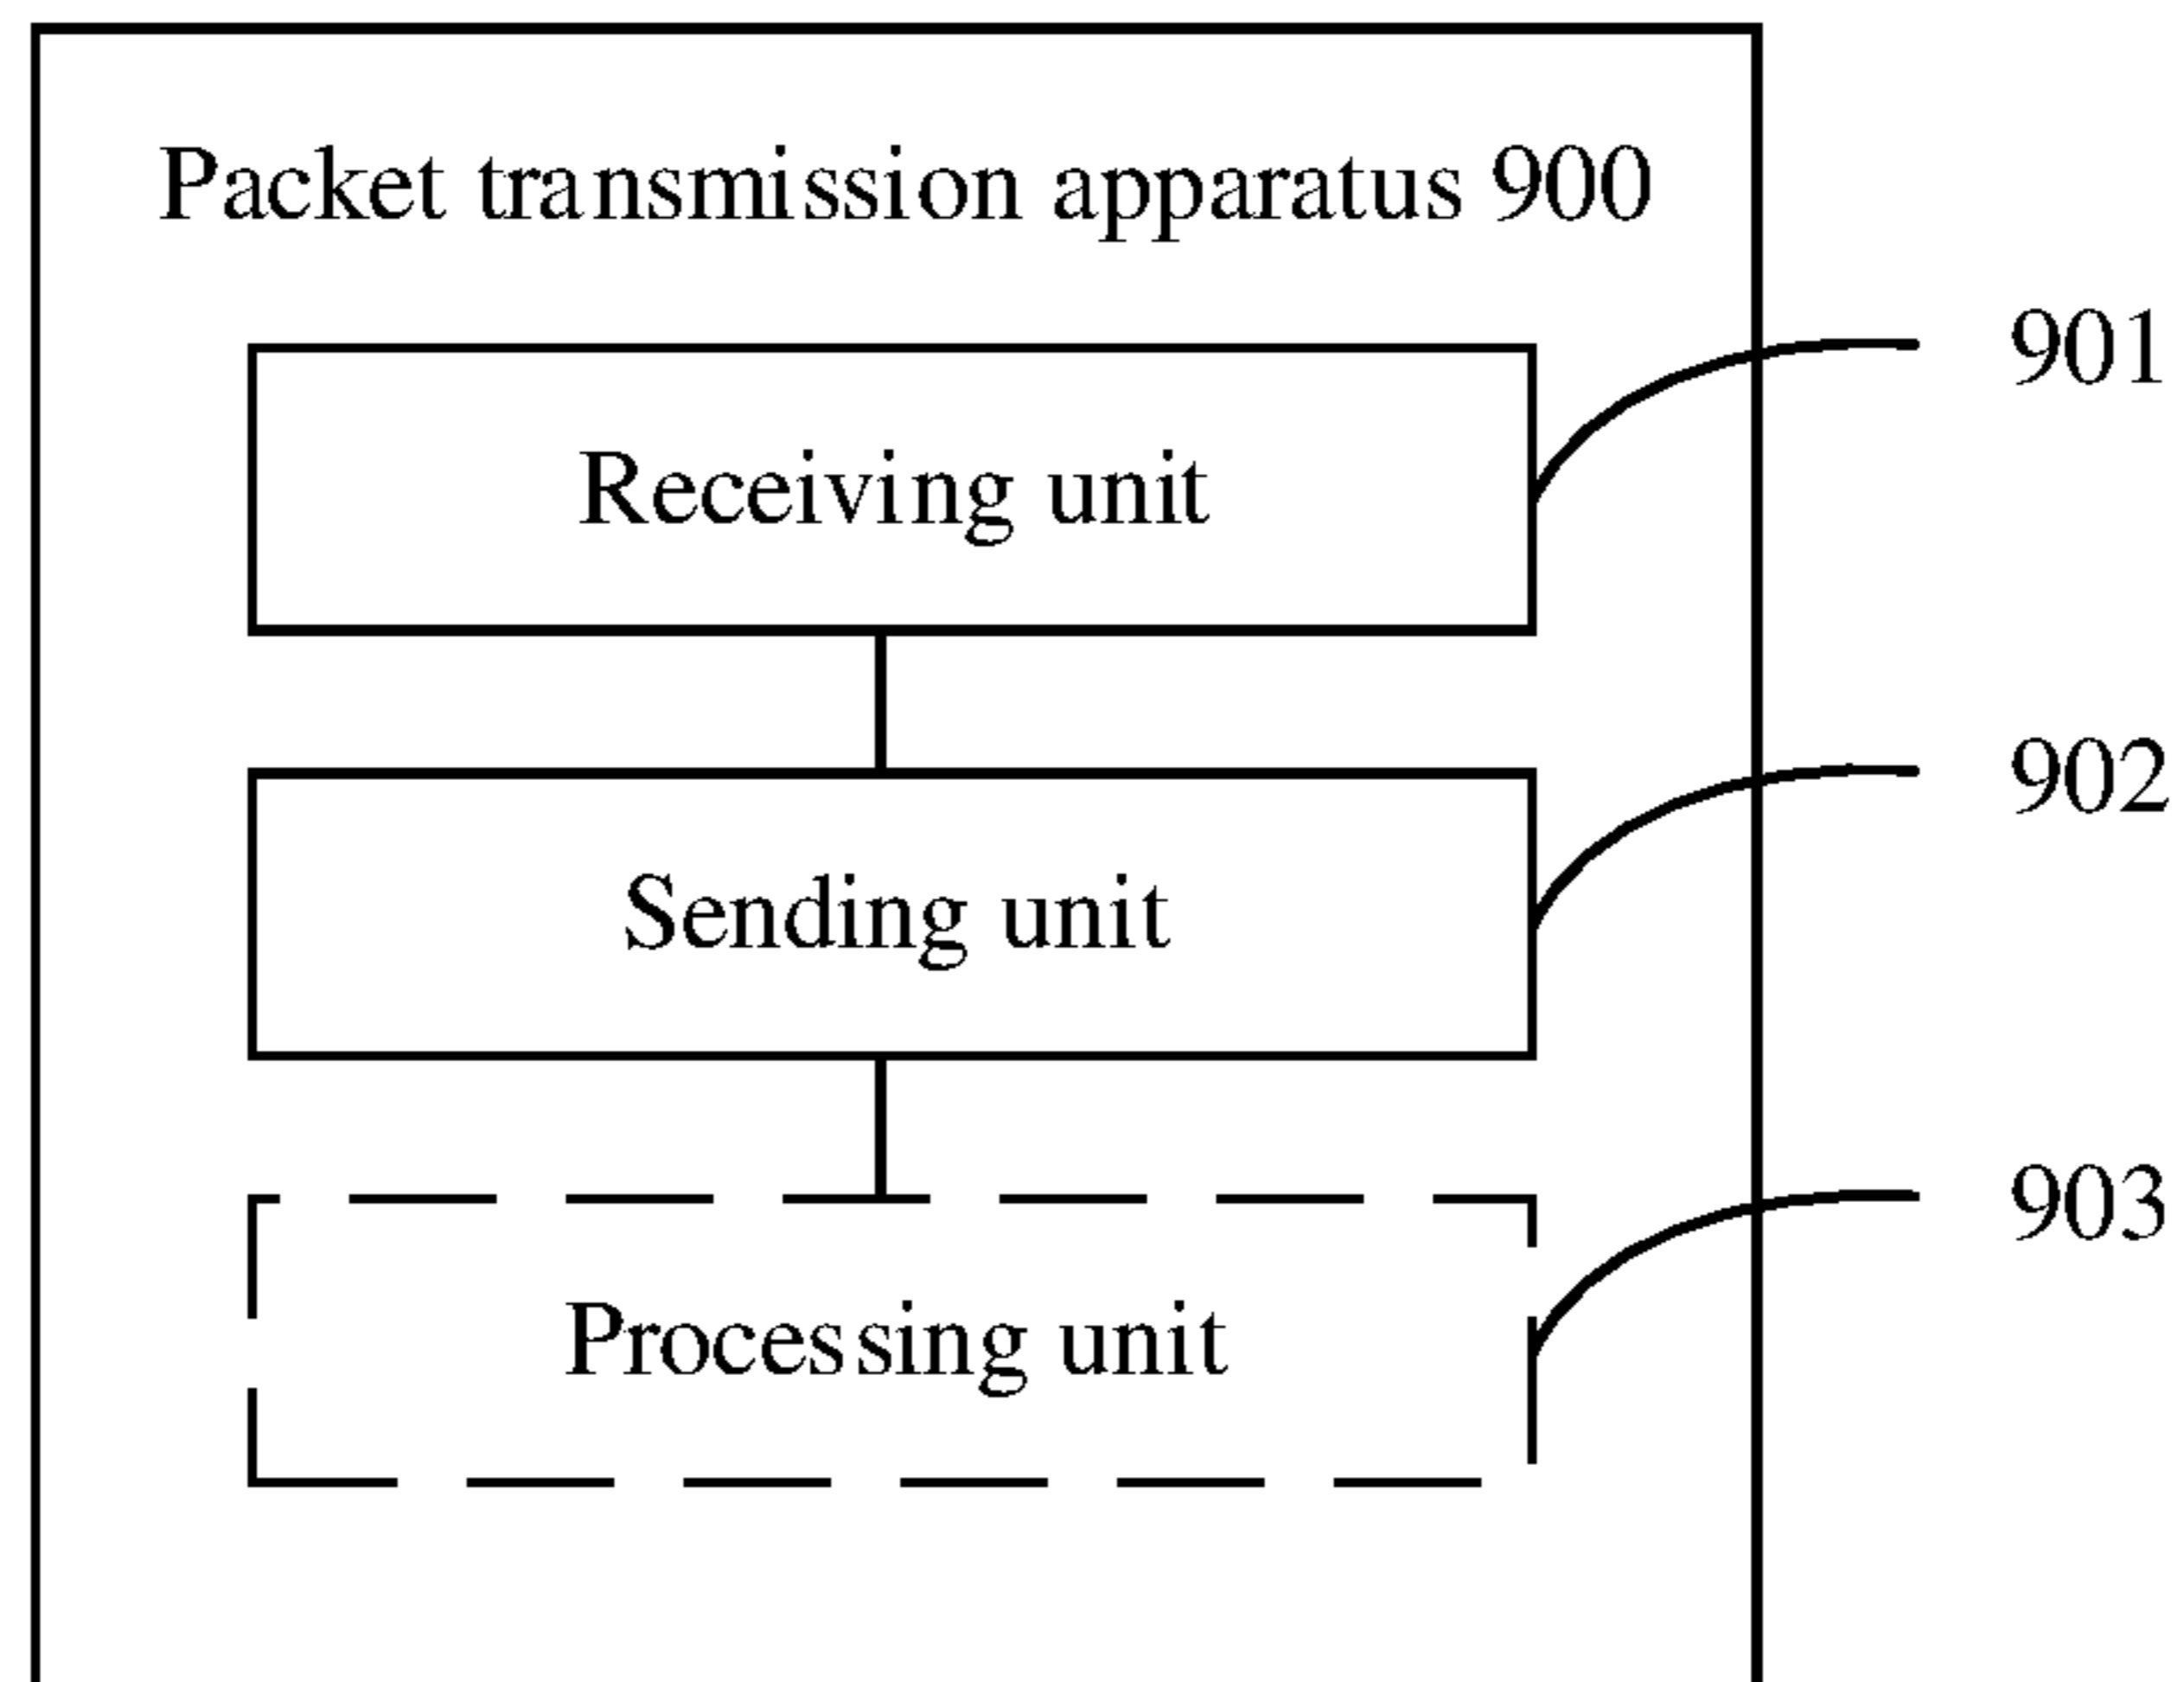 Packet transmission apparatus 900
901
Receiving unit
902
Sending unit
903
Processing unit